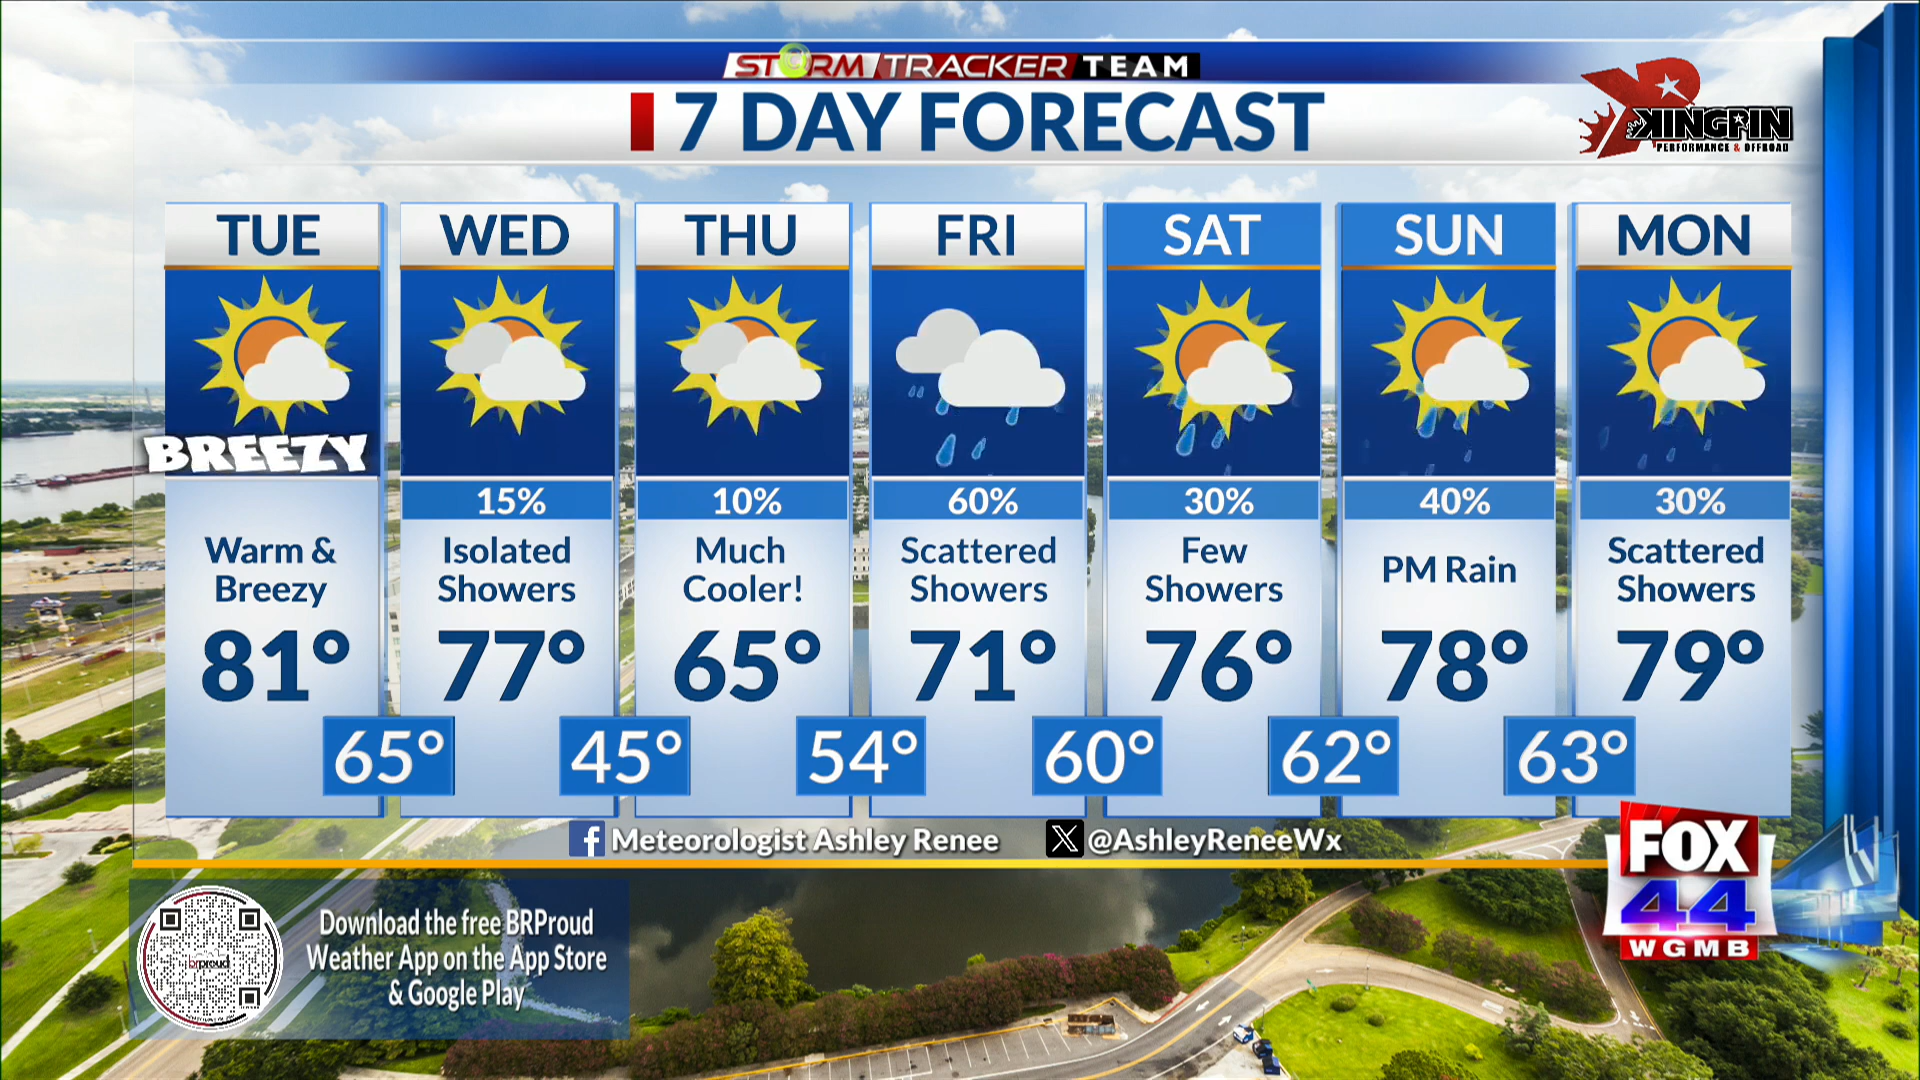 STORM TRACKER TEAM
7 DAY FORECAST
KINGPIN
PERFORMANCE & OFFROAD
TUE
WED
THU
FRI
SAT
SUN
MON
BREEZY
15%
10%
60%
30%
40%
30%
Warm &
Breezy
Isolated
Showers
Much
Cooler!
Scattered
Showers
Few
Showers
PM Rain
Scattered
Showers
81°
77°
65°
71°
76°
78°
79°
65°
45°
54°
60°
62°
63°
Meteorologist Ashley Renee
@AshleyReneeWx
FOX
44
WGMB
brproud
Download the free BRProud
Weather App on the App Store
& Google Play